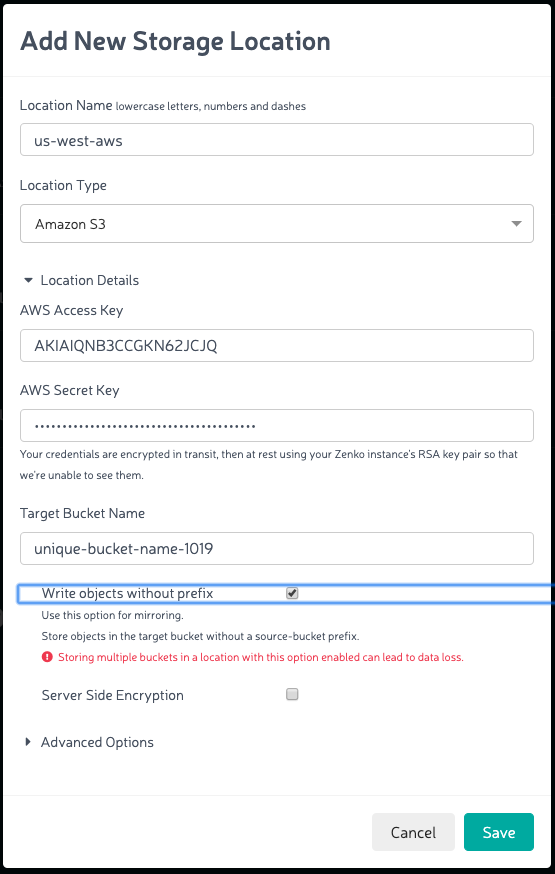 Add New Storage Location
Location Name lowercase letters, numbers and dashes
us-west-aws
Location Type
Amazon S3
Location Details
AWS Access Key
AKIAIQNB3CCGKN62JCJQ
AWS Secret Key
••••••••••••••••••••••••••••••••••••••••
Your credentials are encrypted in transit, then at rest using your Zenko instance's RSA key pair so that
we're unable to see them.
Target Bucket Name
unique-bucket-name-1019
Write objects without prefix
Use this option for mirroring.
Store objects in the target bucket without a source-bucket prefix.
Storing multiple buckets in a location with this option enabled can lead to data loss.
Server Side Encryption
Advanced Options
Cancel Save